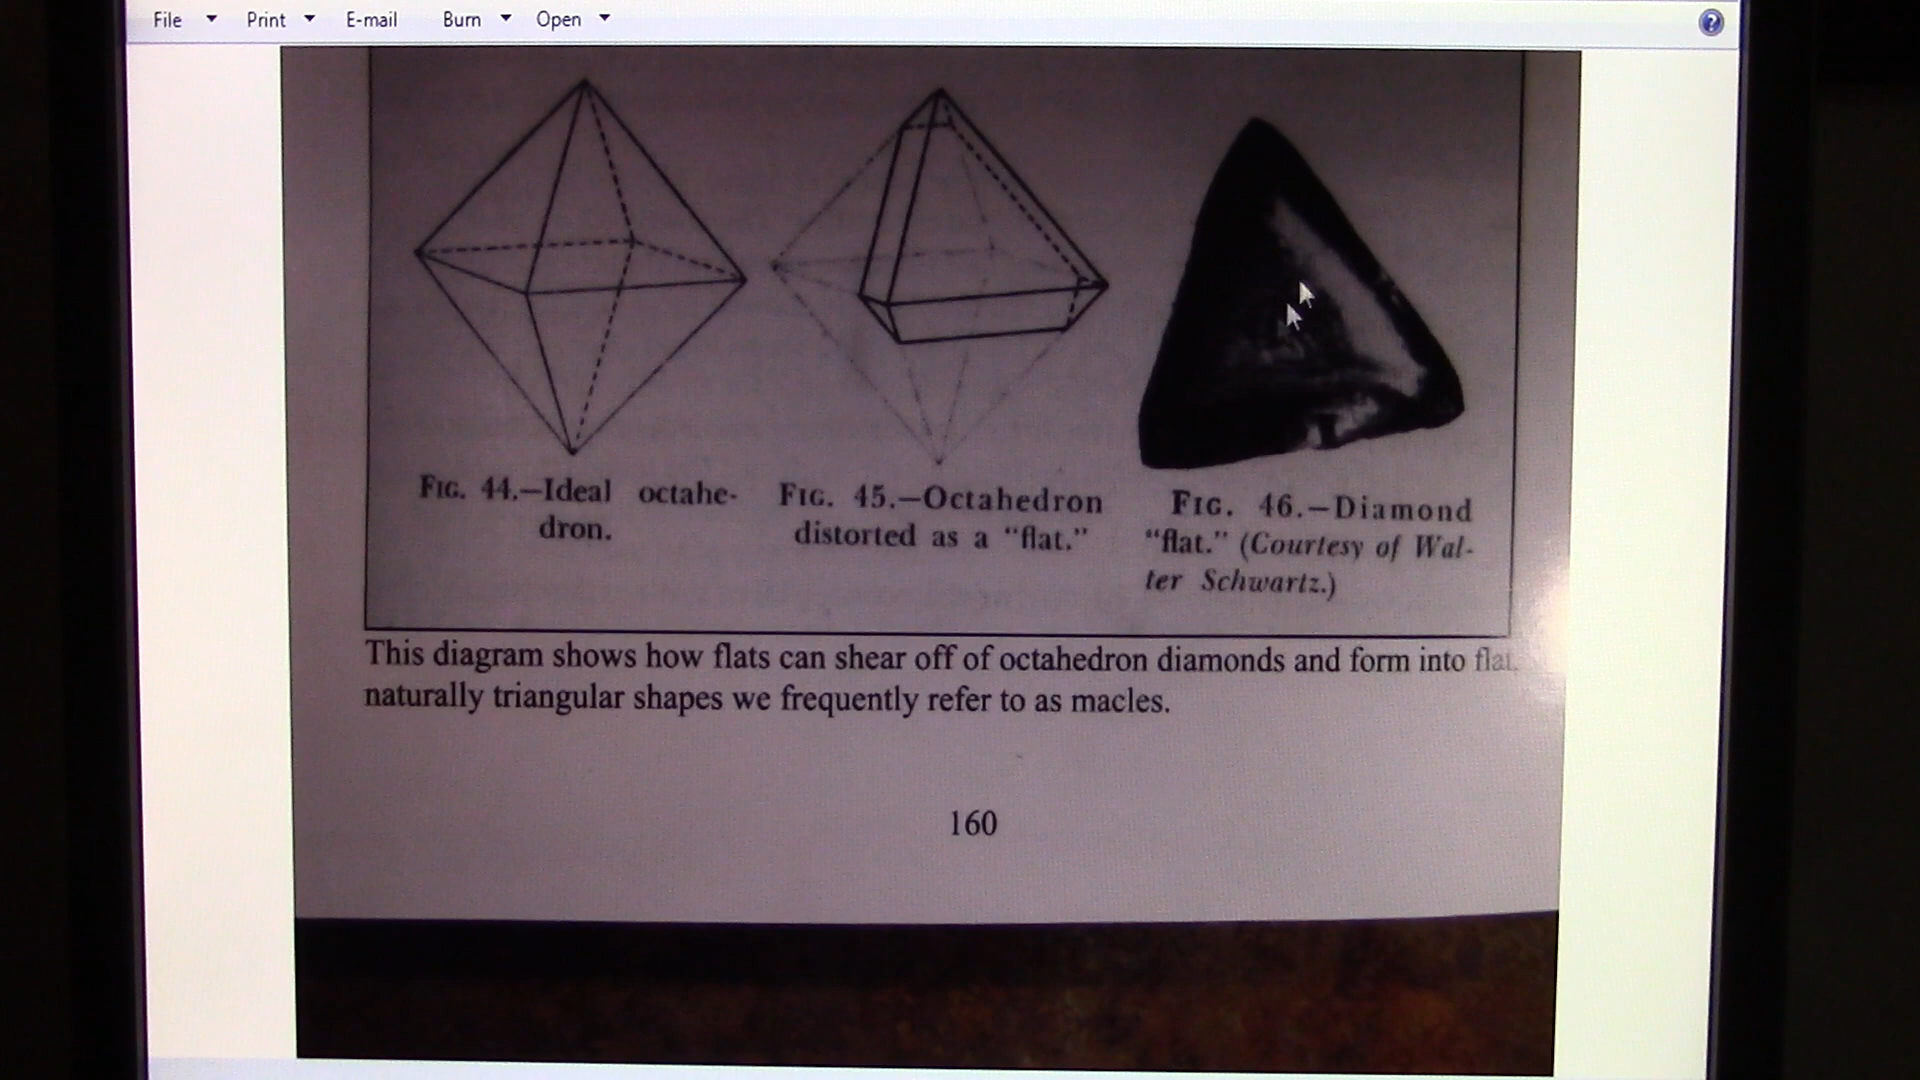 File Print E-mail Burn Open
FIG. 44.—Ideal octahe-
dron.
FIG. 45.—Octahedron
distorted as a “flat.”
FIG. 46.—Diamond
“flat.” (Courtesy of Wal-
ter Schwartz.)
This diagram shows how flats can shear off of octahedron diamonds and form into flat
naturally triangular shapes we frequently refer to as macles.
160